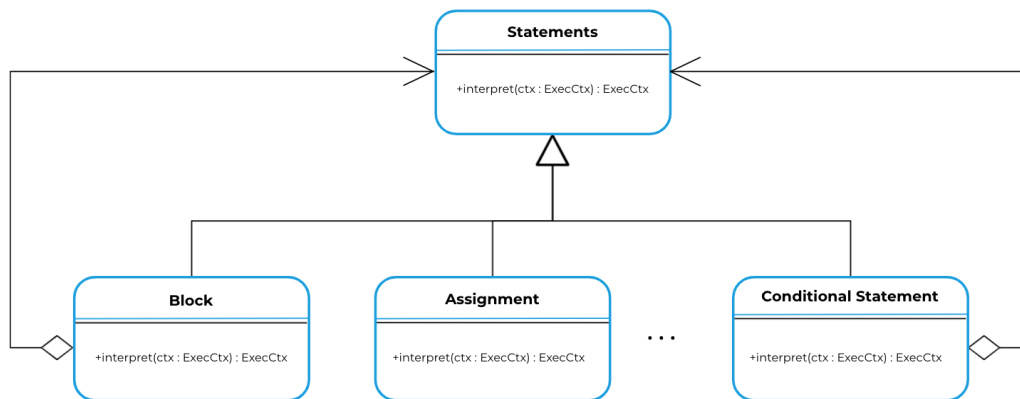 Statements
+interpret(ctx : ExecCtx) : ExecCtx
Block
+interpret(ctx : ExecCtx) : ExecCtx
Assignment
+interpret(ctx : ExecCtx) : ExecCtx
...
Conditional Statement
+interpret(ctx : ExecCtx) : ExecCtx